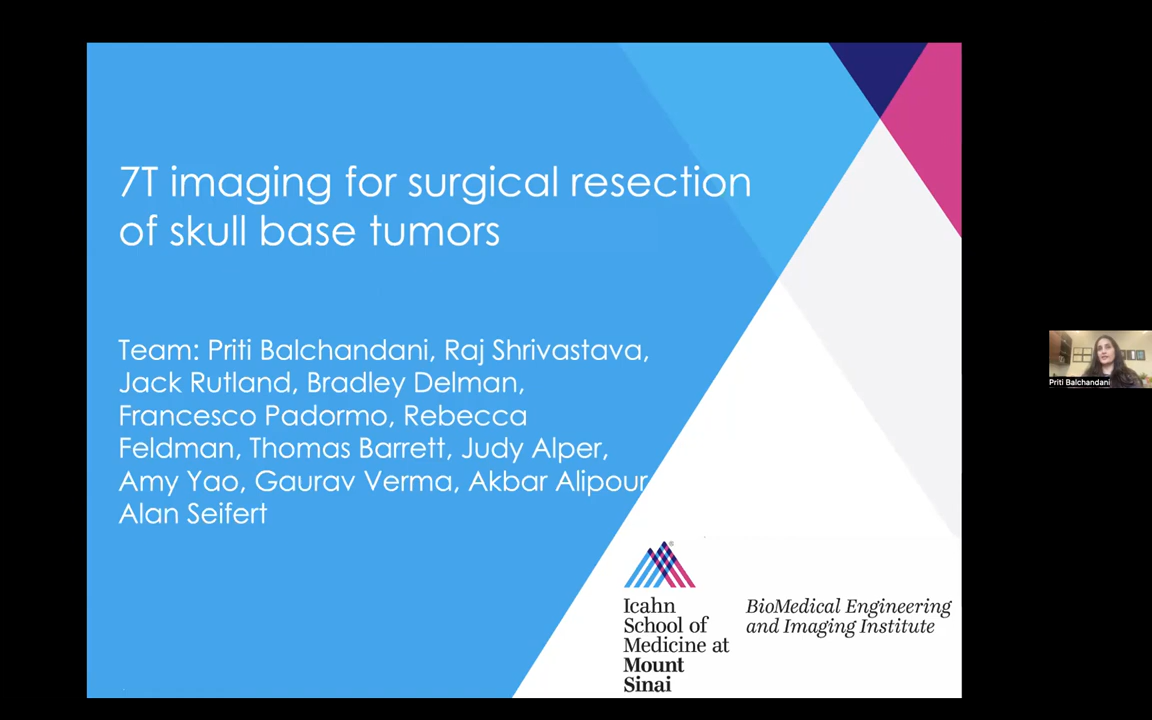 7T imaging for surgical resection
of skull base tumors
Team: Priti Balchandani, Raj Shrivastava,
Jack Rutland, Bradley Delman,
Francesco Padormo, Rebecca
Feldman, Thomas Barrett, Judy Alper,
Amy Yao, Gaurav Verma, Akbar Alipour
Alan Seifert
®
Icahn
School of
Medicine at
Mount
Sinai
BioMedical Engineering
and Imaging Institute
Priti Balchandani